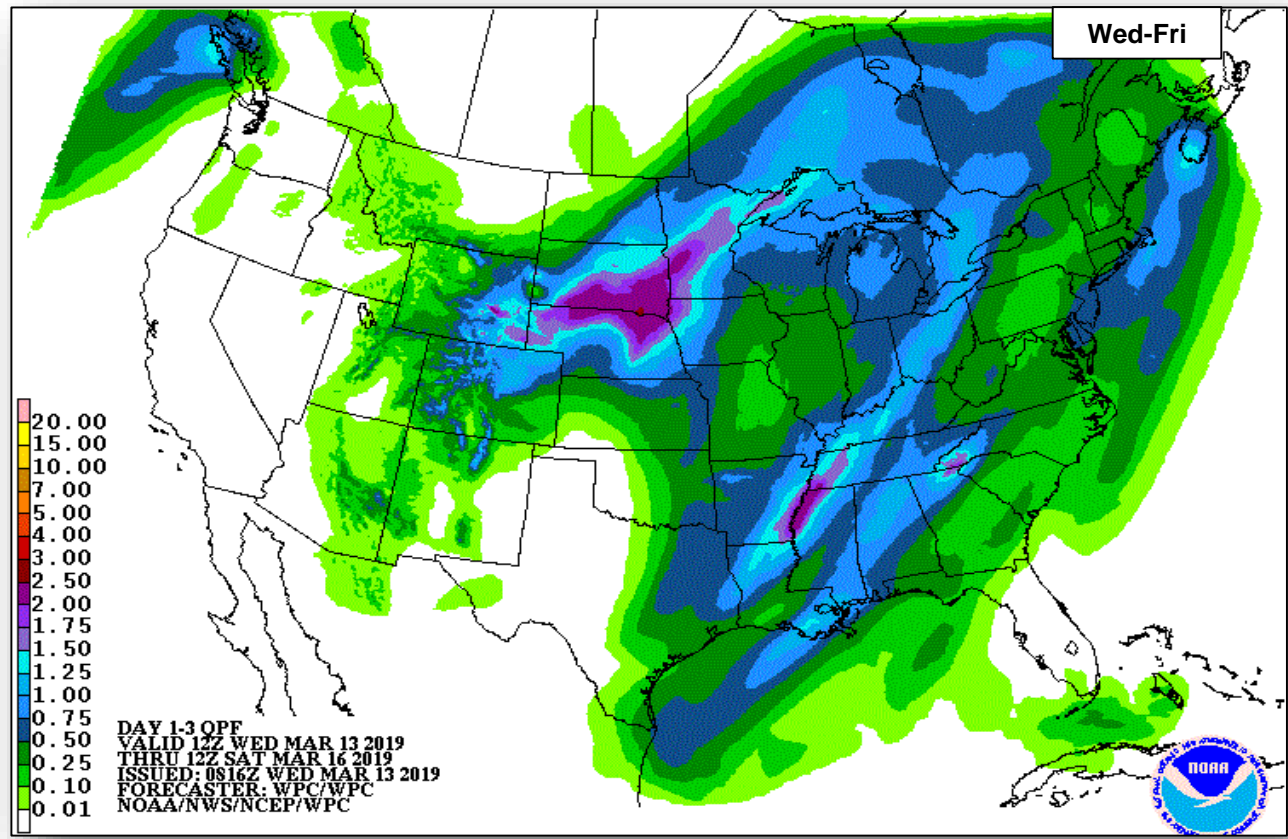 Wed-Fri
20.00
15.00
10.00
7.00
5.00
4.00
3.00
2.50
2.00
1.75
1.50
1.25
1.00
0.75
0.50
0.25
0.10
0.01
DAY 1-3 QPF
VALID 12Z WED MAR 13 2019
THRU 12Z SAT MAR 16 2019
ISSUED: 0816Z WED MAR 13 2019
FORECASTER: WPC/WPC
NOAA/NWS/NCEP/WPC
NOAA